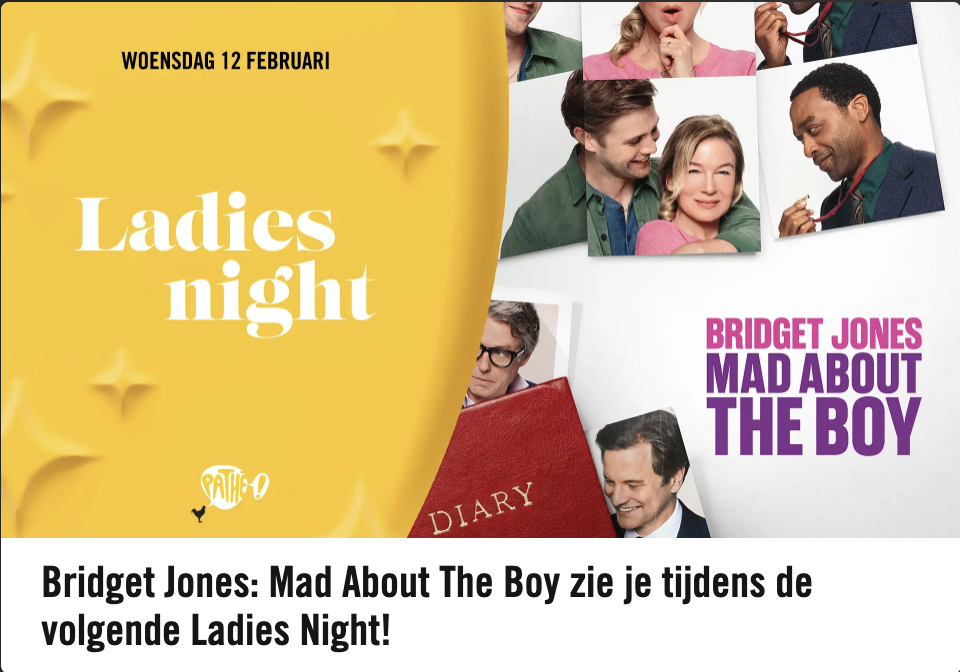 WOENSDAG 12 FEBRUARI
Ladies
night
PATHE!
BRIDGET JONES
MAD ABOUT
THE BOY
DIARY
Bridget Jones: Mad About The Boy zie je tijdens de
volgende Ladies Night!